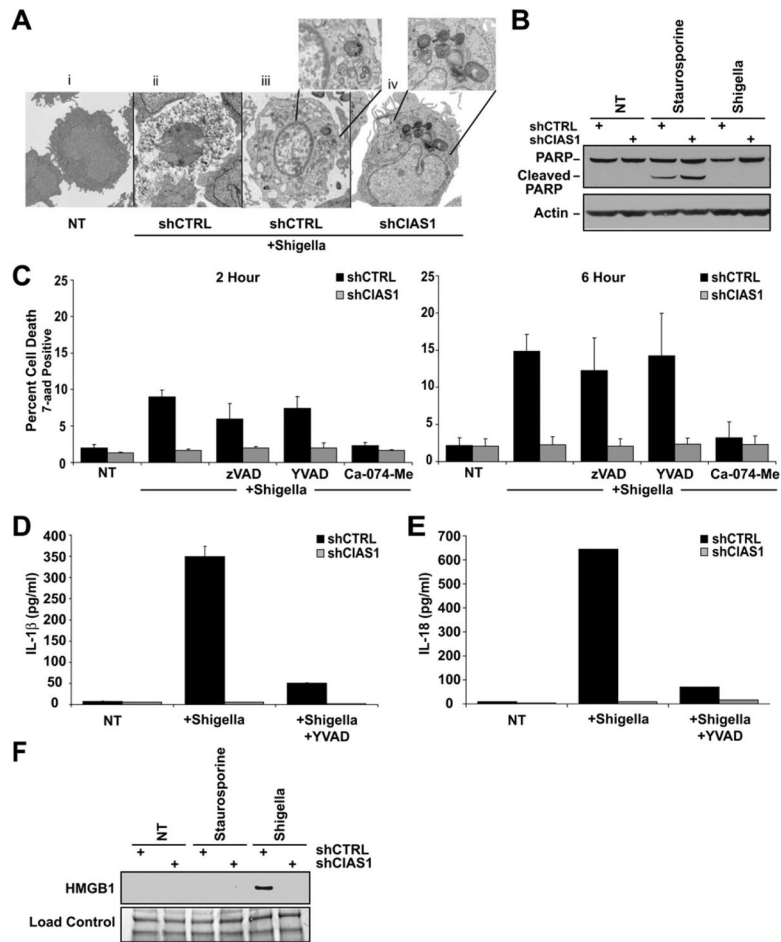 A
i
ii
iii
iv
NT
shCTRL
shCTRL
shCIAS1
+Shigella
B
NT
Staurosporine
Shigella
shCTRL + + +
shCIAS1 + + +
PARP
Cleaved
PARP
Actin
C
2 Hour
shCTRL
shCIAS1
Percent Cell Death
7-aad Positive
25
20
15
10
5
0
NT
zVAD
YVAD
Ca-074-Me
+Shigella
6 Hour
shCTRL
shCIAS1
25
20
15
10
5
0
NT
zVAD
YVAD
Ca-074-Me
+Shigella
D
shCTRL
shCIAS1
IL-1β (pg/ml)
400
350
300
250
200
150
100
50
0
NT
+Shigella
+Shigella
+YVAD
E
shCTRL
shCIAS1
IL-18 (pg/ml)
700
600
500
400
300
200
100
0
NT
+Shigella
+Shigella
+YVAD
F
NT
Staurosporine
Shigella
+ + + shCTRL
+ + + shCIAS1
HMGB1
Load Control